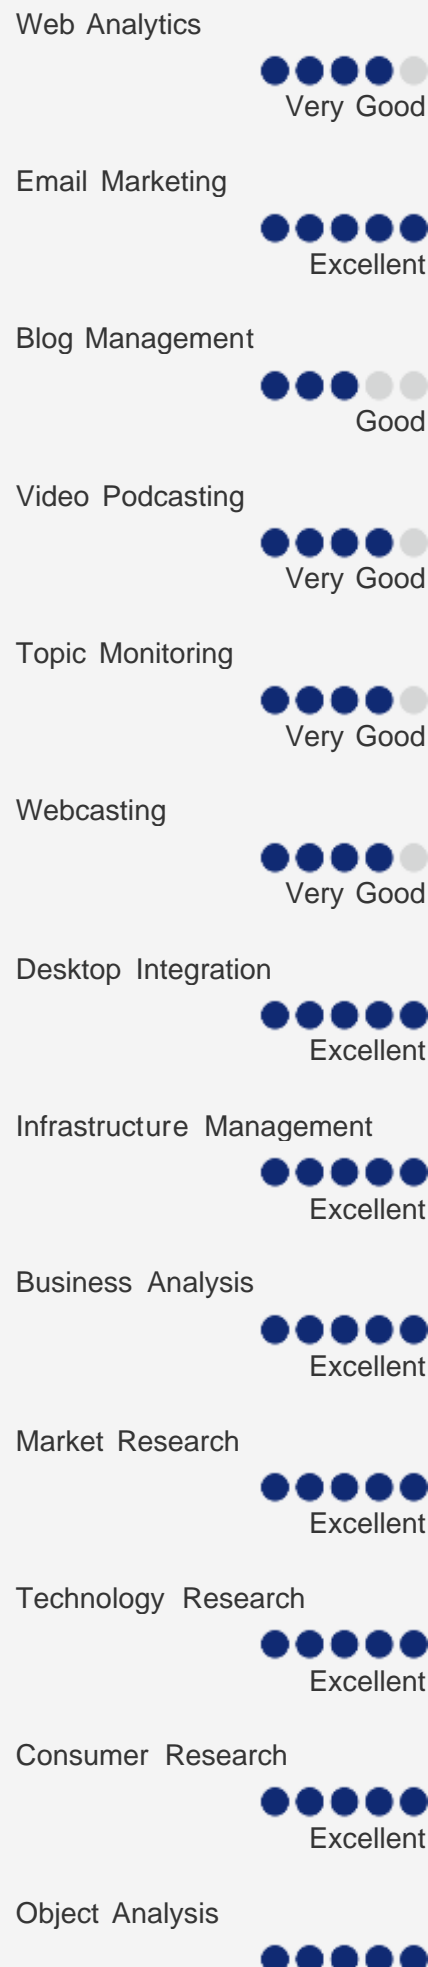 Web Analytics
Very Good
Email Marketing
Excellent
Blog Management
Good
Video Podcasting
Very Good
Topic Monitoring
Very Good
Webcasting
Very Good
Desktop Integration
Excellent
Infrastructure Management
Excellent
Business Analysis
Excellent
Market Research
Excellent
Technology Research
Excellent
Consumer Research
Excellent
Object Analysis